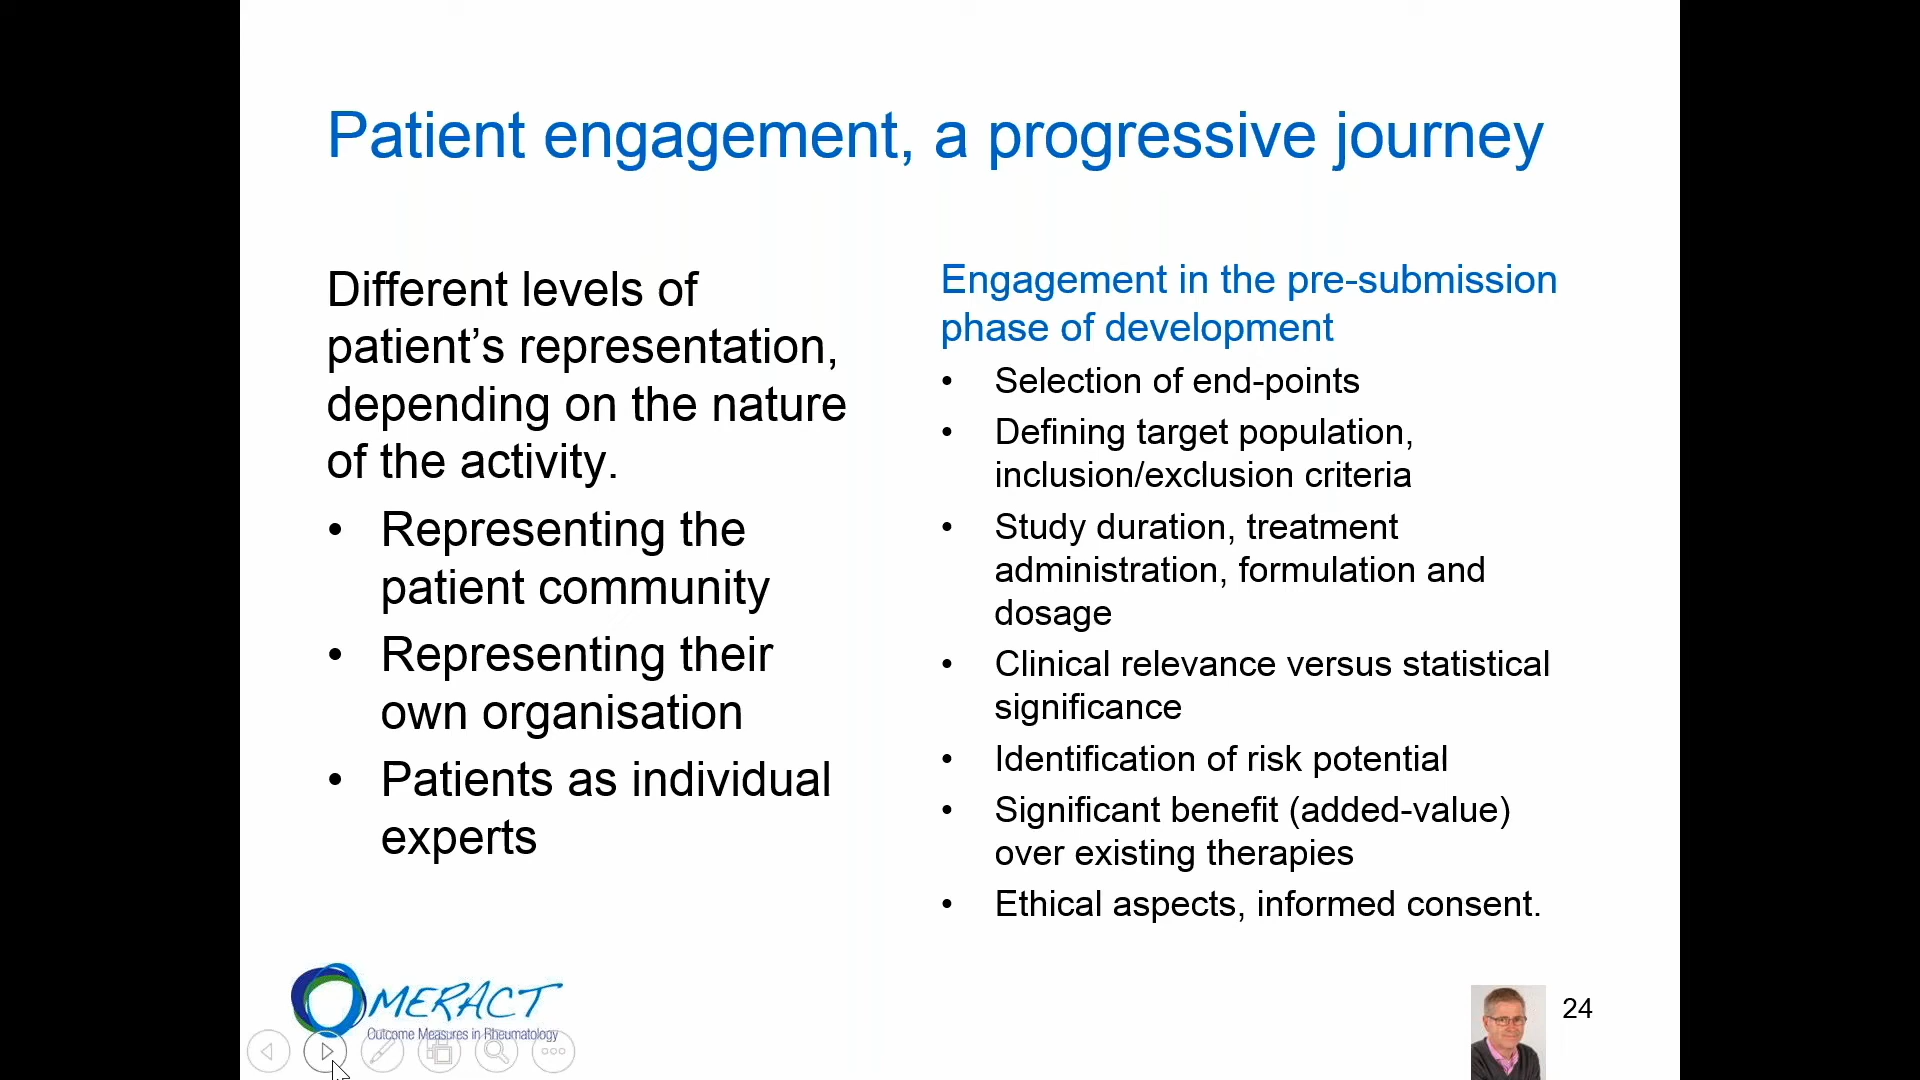 Patient engagement, a progressive journey
Different levels of
patient’s representation,
depending on the nature
of the activity.
• Representing the
patient community
• Representing their
own organisation
• Patients as individual
experts
Engagement in the pre-submission
phase of development
• Selection of end-points
• Defining target population,
inclusion/exclusion criteria
• Study duration, treatment
administration, formulation and
dosage
• Clinical relevance versus statistical
significance
• Identification of risk potential
• Significant benefit (added-value)
over existing therapies
• Ethical aspects, informed consent.
OMERACT
Outcome Measures in Rheumatology
24